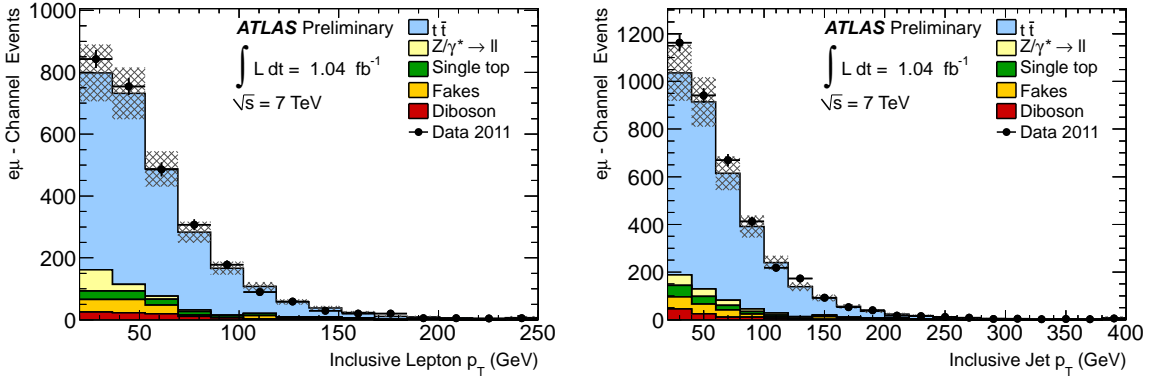 eμ - Channel Events
1000
800
600
400
200
0
ATLAS Preliminary
∫ L dt = 1.04 fb⁻¹
√s = 7 TeV
t t̄
Z/γ* → ll
Single top
Fakes
Diboson
Data 2011
50 100 150 200 250
Inclusive Lepton p_T (GeV)
eμ - Channel Events
1200
1000
800
600
400
200
0
ATLAS Preliminary
∫ L dt = 1.04 fb⁻¹
√s = 7 TeV
t t̄
Z/γ* → ll
Single top
Fakes
Diboson
Data 2011
50 100 150 200 250 300 350 400
Inclusive Jet p_T (GeV)